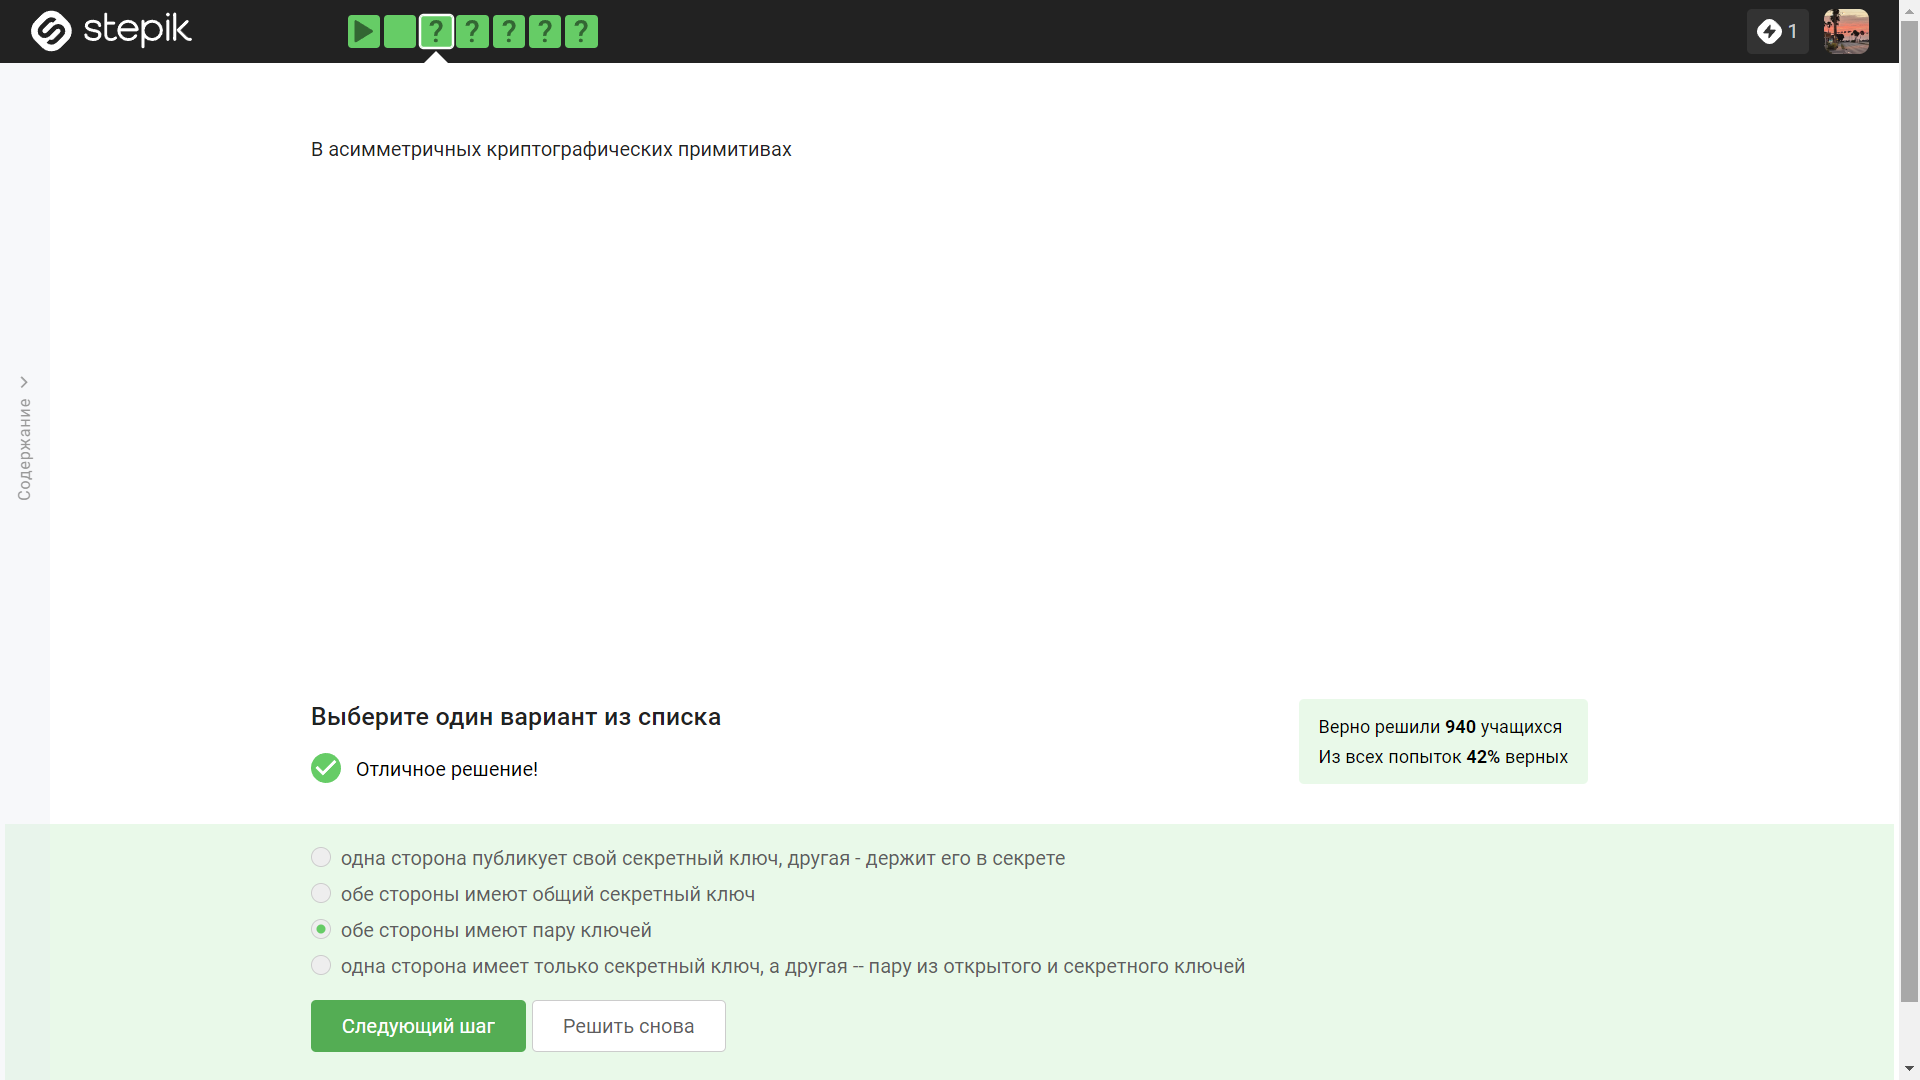 stepik
? ? ? ? ?
1
Содержание
В асимметричных криптографических примитивах
Выберите один вариант из списка
Отличное решение!
Верно решили 940 учащихся
Из всех попыток 42% верных
одна сторона публикует свой секретный ключ, другая - держит его в секрете
обе стороны имеют общий секретный ключ
обе стороны имеют пару ключей
одна сторона имеет только секретный ключ, а другая -- пару из открытого и секретного ключей
Следующий шаг
Решить снова